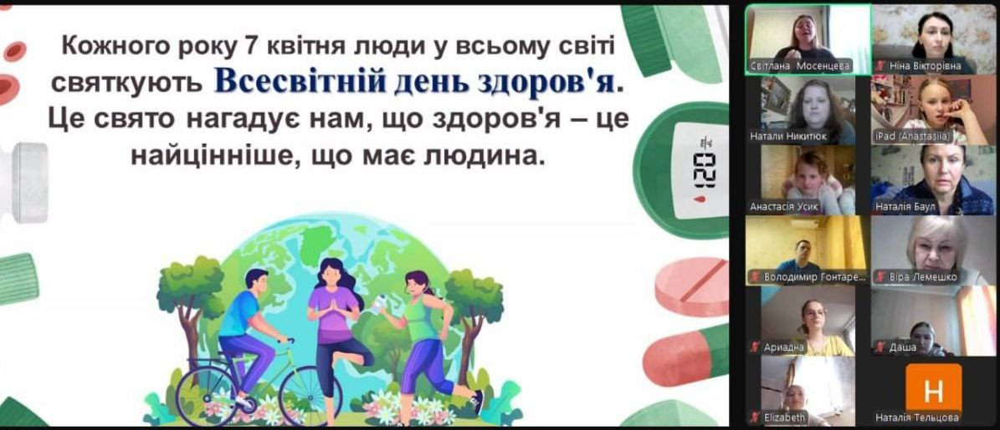 Кожного року 7 квітня люди у всьому світі
святкують Всесвітній день здоров'я.
Це свято нагадує нам, що здоров'я – це
найцінніше, що має людина.
120
Світлана Мосенцева
Ніна Вікторівна
Натали Никитюк
iPad (Anastasiia)
Анастасія Усик
Наталія Баул
Володимир Гонтаре...
Віра Лемешко
Ариадна
Даша
Elizabeth
Н
Наталія Тельцова